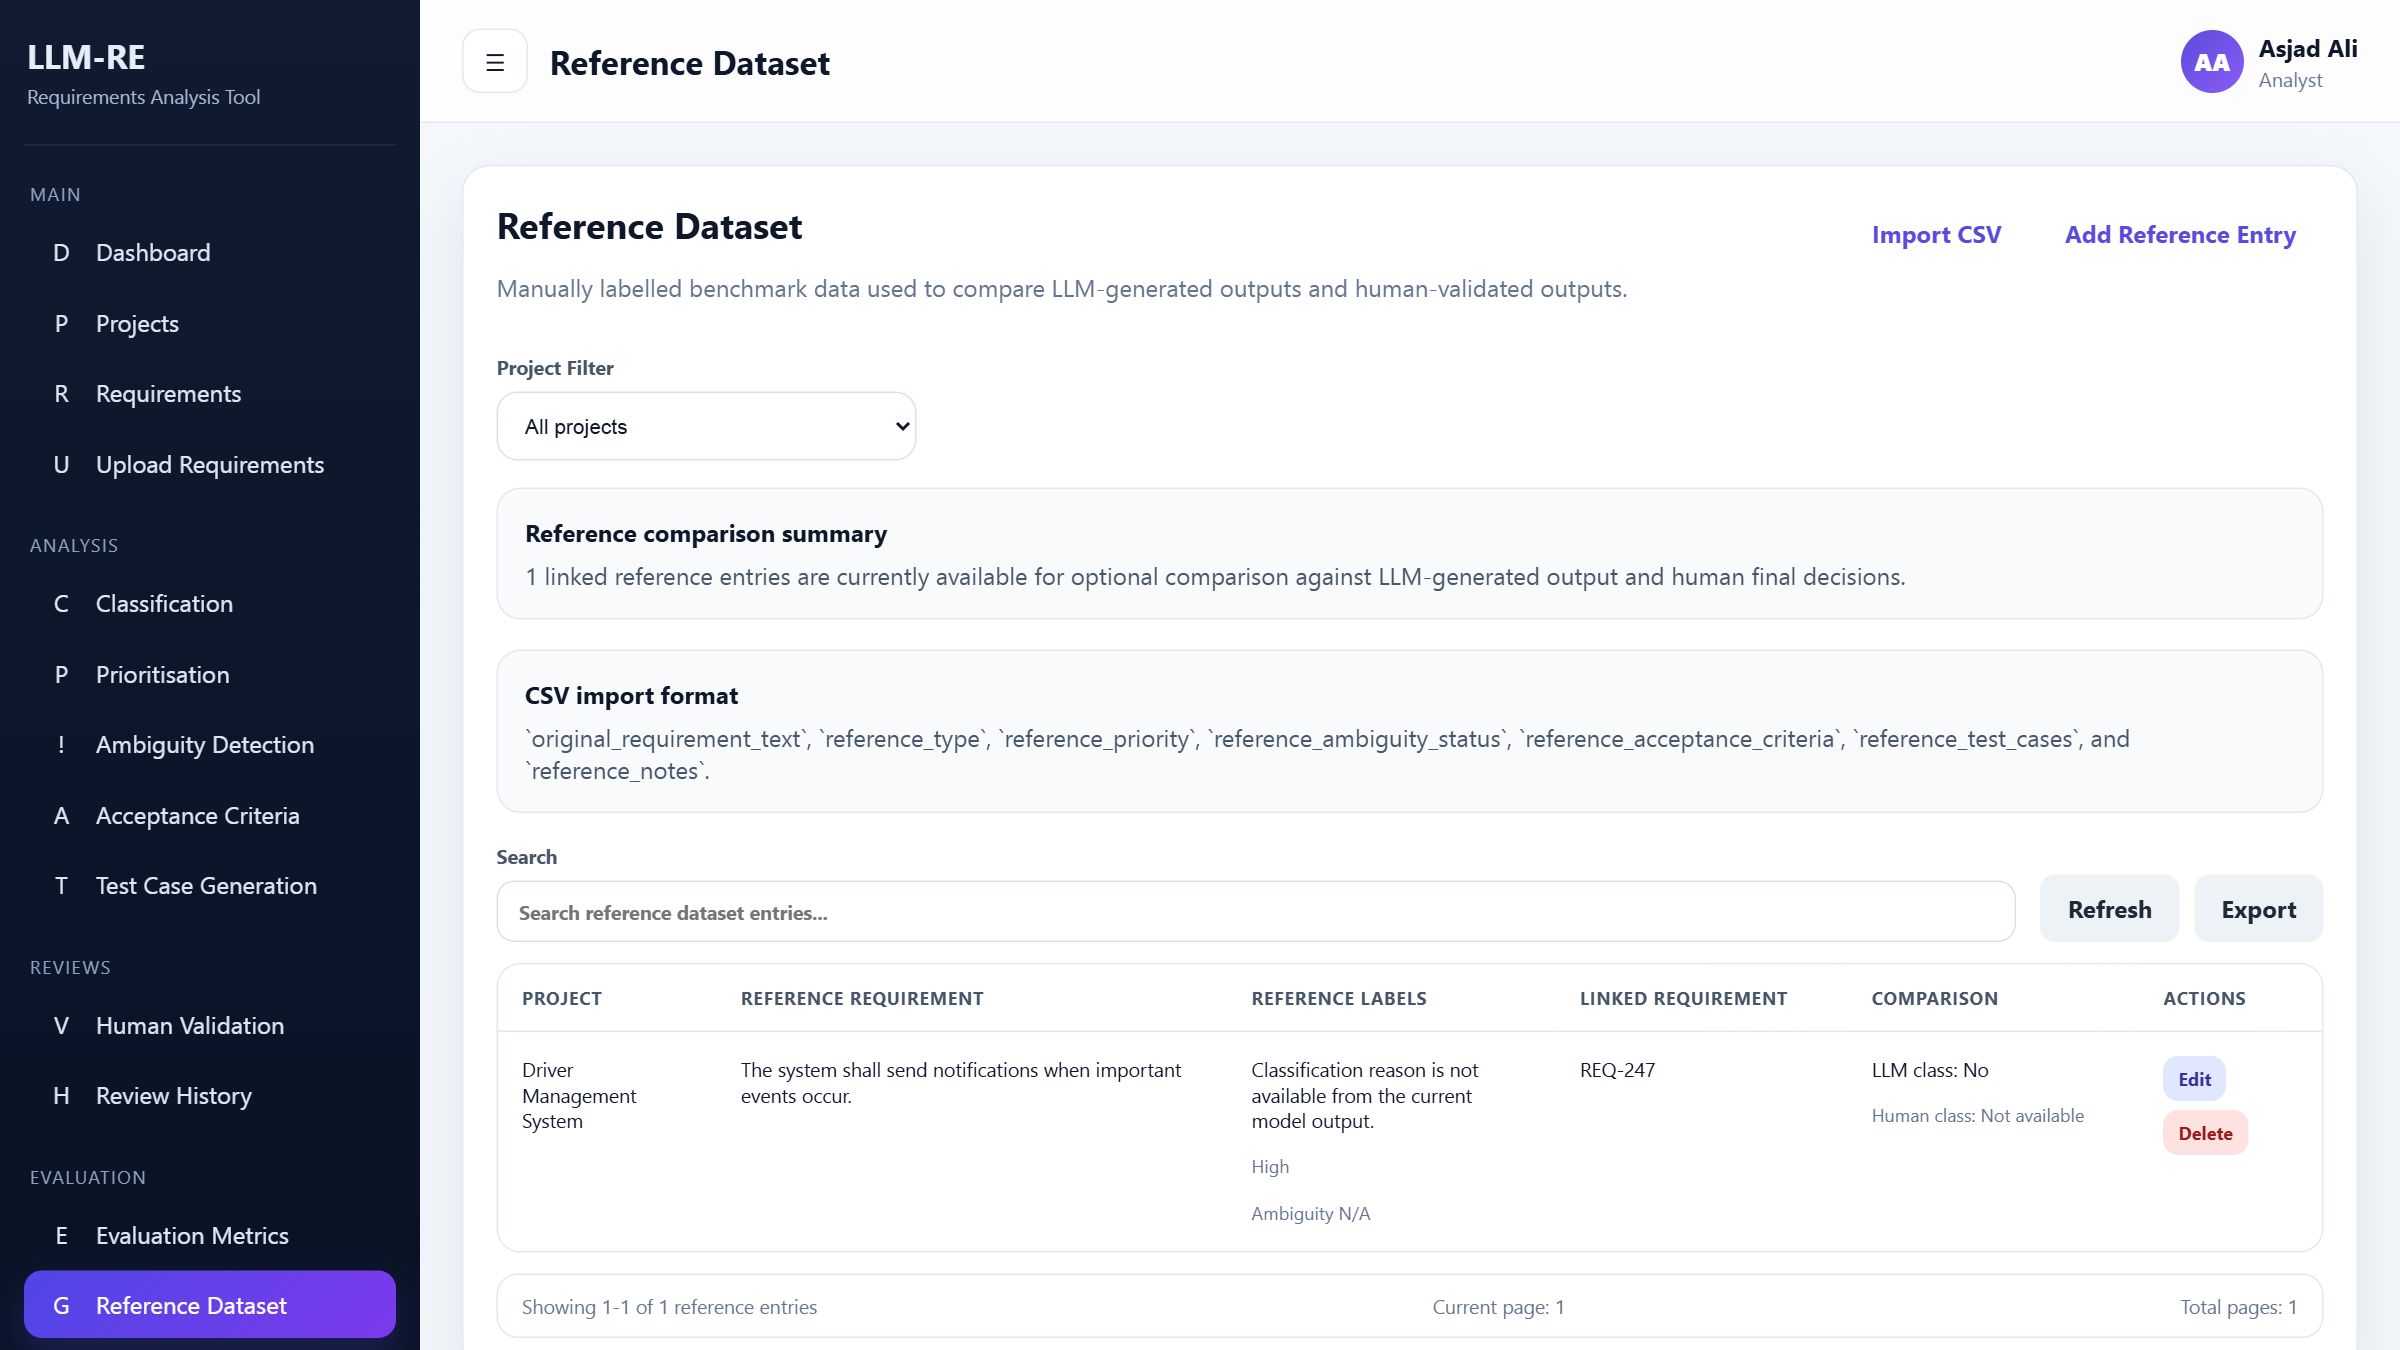 LLM-RE
Requirements Analysis Tool
MAIN
D Dashboard
P Projects
R Requirements
U Upload Requirements
ANALYSIS
C Classification
P Prioritisation
! Ambiguity Detection
A Acceptance Criteria
T Test Case Generation
REVIEWS
V Human Validation
H Review History
EVALUATION
E Evaluation Metrics
G Reference Dataset
☰ Reference Dataset
AA Asjad Ali
Analyst
Reference Dataset
Import CSV Add Reference Entry
Manually labelled benchmark data used to compare LLM-generated outputs and human-validated outputs.
Project Filter
All projects
Reference comparison summary
1 linked reference entries are currently available for optional comparison against LLM-generated output and human final decisions.
CSV import format
`original_requirement_text`, `reference_type`, `reference_priority`, `reference_ambiguity_status`, `reference_acceptance_criteria`, `reference_test_cases`, and
`reference_notes`.
Search
Search reference dataset entries...
Refresh Export
PROJECT REFERENCE REQUIREMENT REFERENCE LABELS LINKED REQUIREMENT COMPARISON ACTIONS
Driver
Management
System
The system shall send notifications when important
events occur.
Classification reason is not
available from the current
model output.
High
Ambiguity N/A
REQ-247
LLM class: No
Human class: Not available
Edit
Delete
Showing 1-1 of 1 reference entries Current page: 1 Total pages: 1